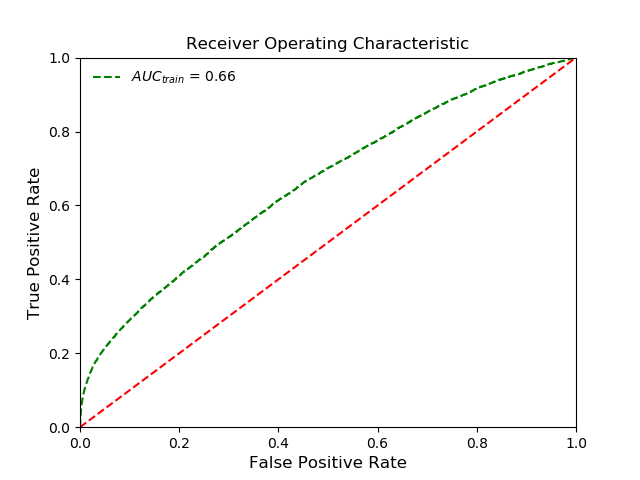 Receiver Operating Characteristic
AUCtrain = 0.66
True Positive Rate
1.0
0.8
0.6
0.4
0.2
0.0
0.0 0.2 0.4 0.6 0.8 1.0
False Positive Rate